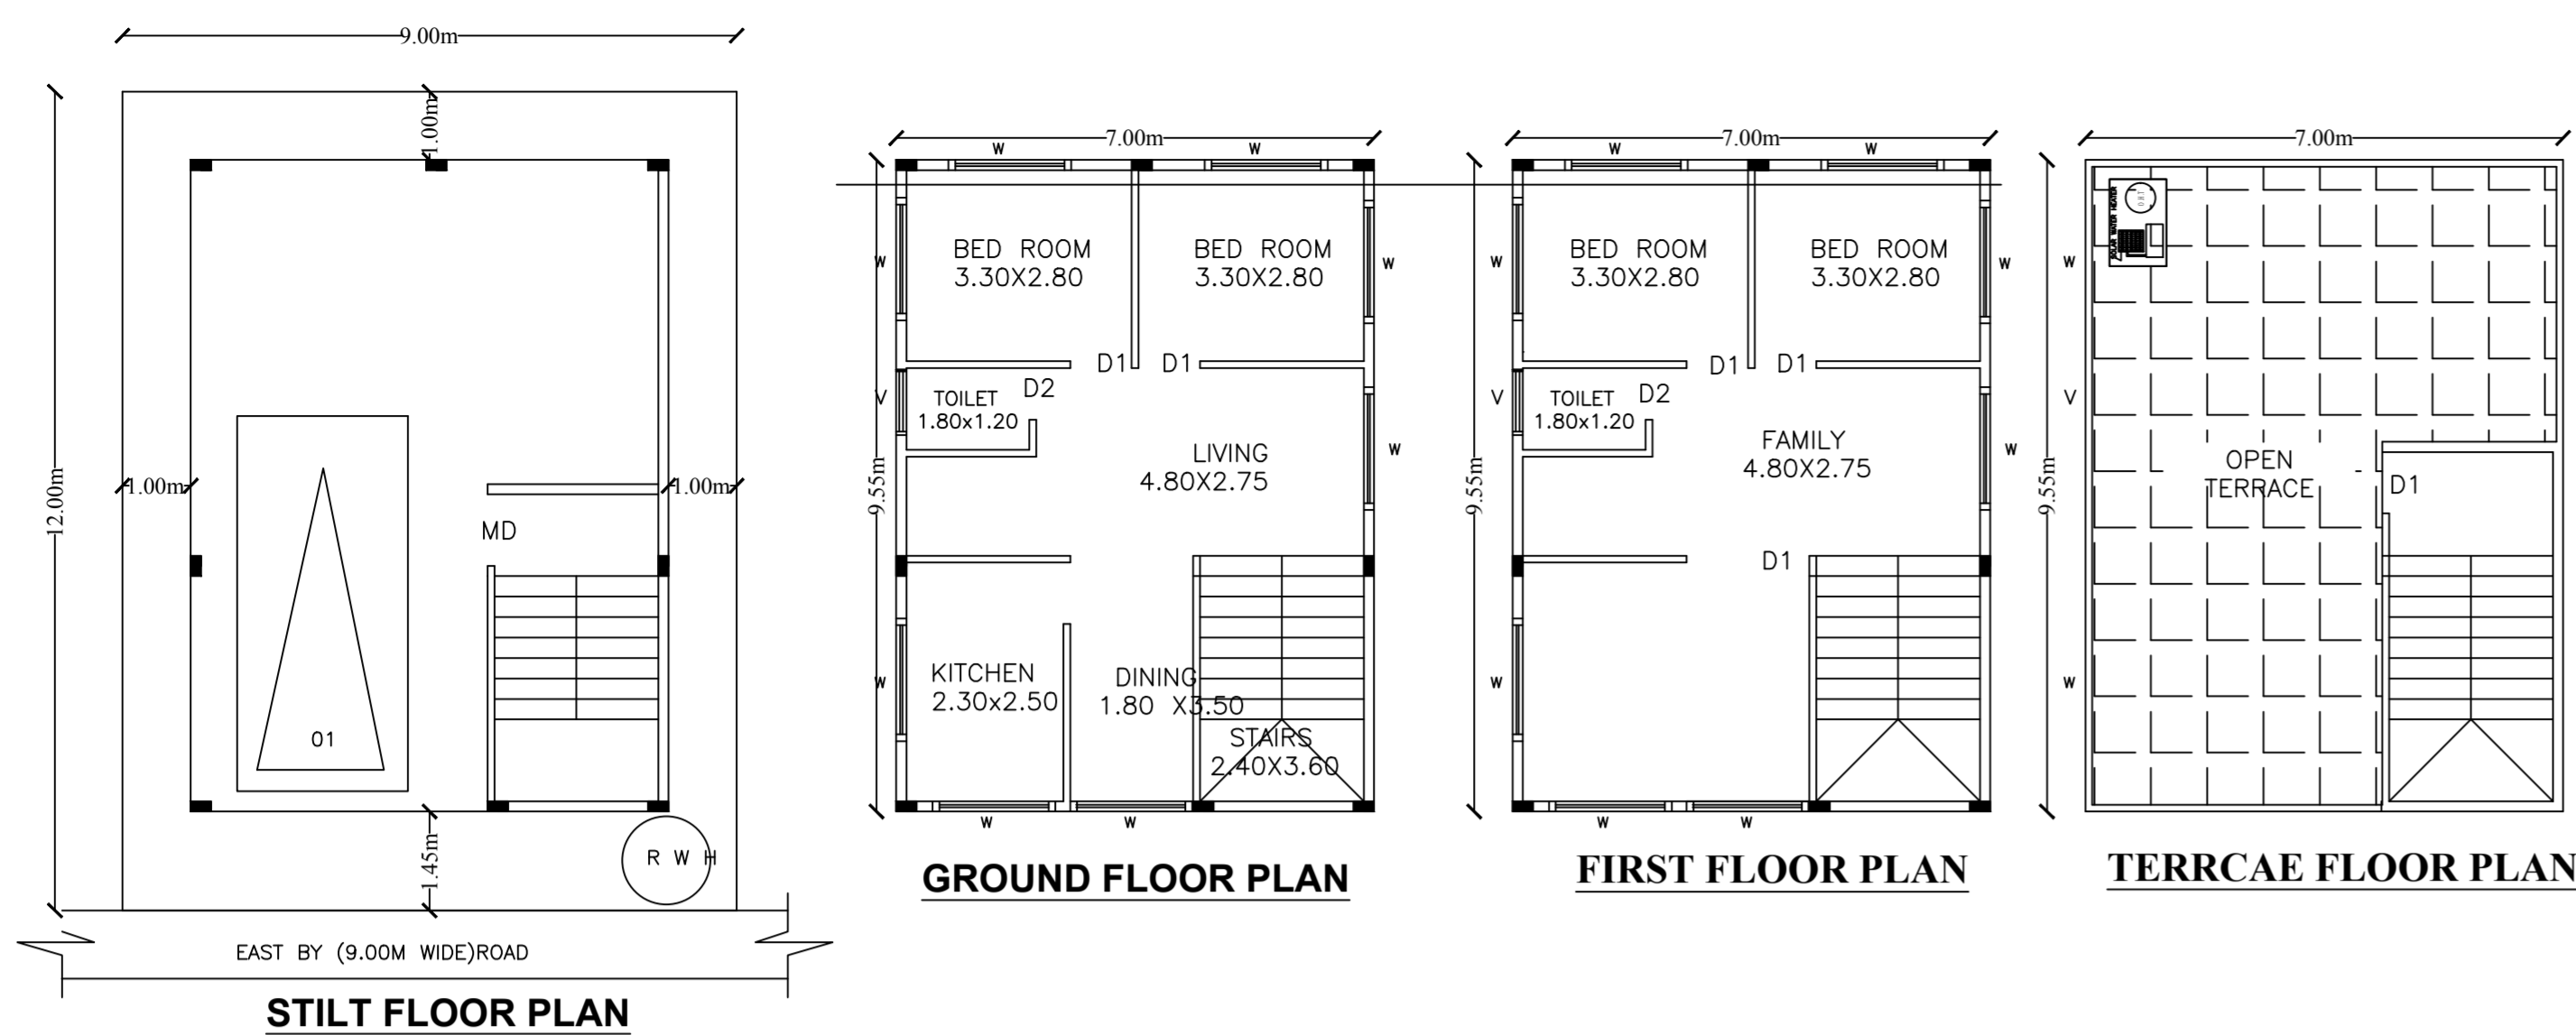 9.00m
1.00m
12.00m
1.00m
1.00m
MD
01
1.45m
R W H
EAST BY (9.00M WIDE)ROAD
STILT FLOOR PLAN
7.00m
W
W
BED ROOM
3.30X2.80
BED ROOM
3.30X2.80
W
W
D1
D1
D2
TOILET
1.80x1.20
V
LIVING
4.80X2.75
W
9.55m
KITCHEN
2.30x2.50
W
DINING
1.80 X3.50
STAIRS
2.40X3.60
W
W
GROUND FLOOR PLAN
7.00m
W
W
BED ROOM
3.30X2.80
BED ROOM
3.30X2.80
W
W
D1
D1
D2
TOILET
1.80x1.20
V
FAMILY
4.80X2.75
W
9.55m
D1
W
W
W
FIRST FLOOR PLAN
7.00m
SOLAR WATER HEATER
OHT
W
V
OPEN
TERRACE
D1
9.55m
W
TERRCAE FLOOR PLAN